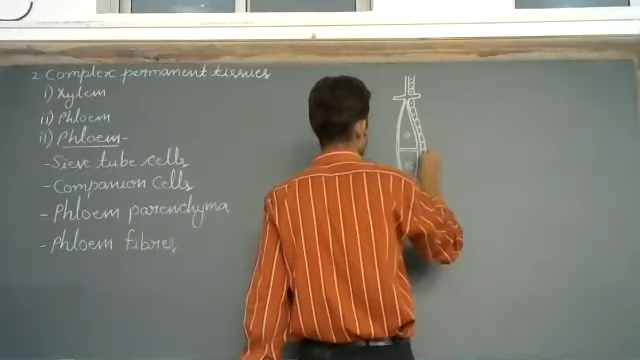 2. Complex permanent tissues
i) Xylem
ii) Phloem
ii) Phloem-
- Sieve tube cells
- Companion Cells
- Phloem parenchyma
- Phloem fibres